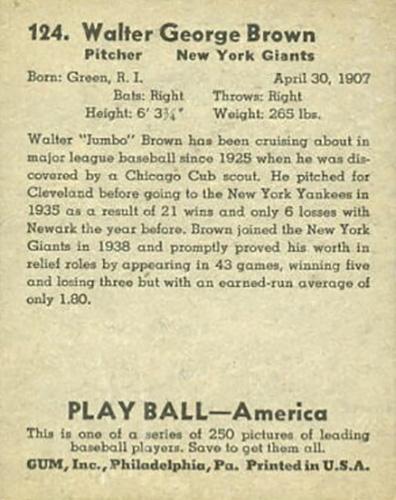 124. Walter George Brown
Pitcher New York Giants
Born: Green, R. I. April 30, 1907
Bats: Right Throws: Right
Height: 6' 3¾" Weight: 265 lbs.
Walter "Jumbo" Brown has been cruising about in
major league baseball since 1925 when he was dis-
covered by a Chicago Cub scout. He pitched for
Cleveland before going to the New York Yankees in
1935 as a result of 21 wins and only 6 losses with
Newark the year before. Brown joined the New York
Giants in 1938 and promptly proved his worth in
relief roles by appearing in 43 games, winning five
and losing three but with an earned-run average of
only 1.80.
PLAY BALL—America
This is one of a series of 250 pictures of leading
baseball players. Save to get them all.
GUM, Inc., Philadelphia, Pa. Printed in U.S.A.